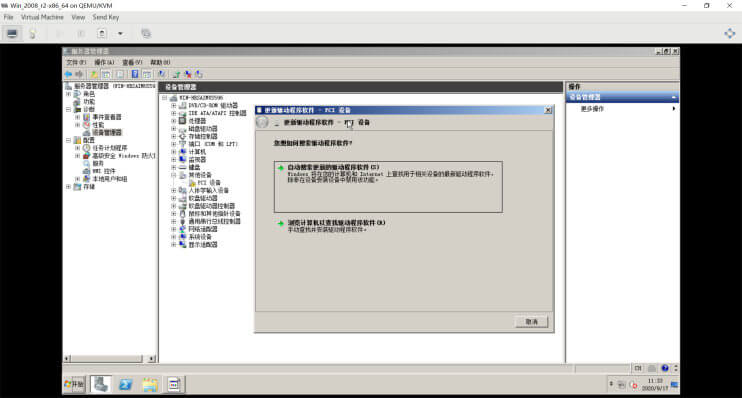 Win_2008_r2-x86_64 on QEMU/KVM
File Virtual Machine View Send Key
服务器管理器
文件(F) 操作(A) 查看(V) 帮助(H)
服务器管理器 (WIN-HRSAIM0550
角色
功能
诊断
事件查看器
性能
设备管理器
配置
任务计划程序
高级安全 Windows 防火墙
服务
WMI 控件
本地用户和组
存储
设备管理器
DVD/CD-ROM 驱动器
IDE ATA/ATAPI 控制器
处理器
磁盘驱动器
存储控制器
端口 (COM 和 LPT)
计算机
监视器
键盘
其他设备
PCI 设备
人体学输入设备
软盘驱动器
软盘驱动器控制器
鼠标和其他指针设备
通用串行总线控制器
网络适配器
系统设备
显示适配器
更新驱动程序软件 - PCI 设备
更新驱动程序软件 - PCI 设备
您想如何搜索驱动程序软件?
自动搜索更新的驱动程序软件(S)
Windows 将在您的计算机和 Internet 上查找用于相关设备的最新驱动程序软件，
除非在设备安装设置中禁用该功能。
浏览计算机以查找驱动程序软件(R)
手动查找并安装驱动程序软件。
取消
操作
设备管理器
更多操作
CH
开始
11:33
2020/9/17